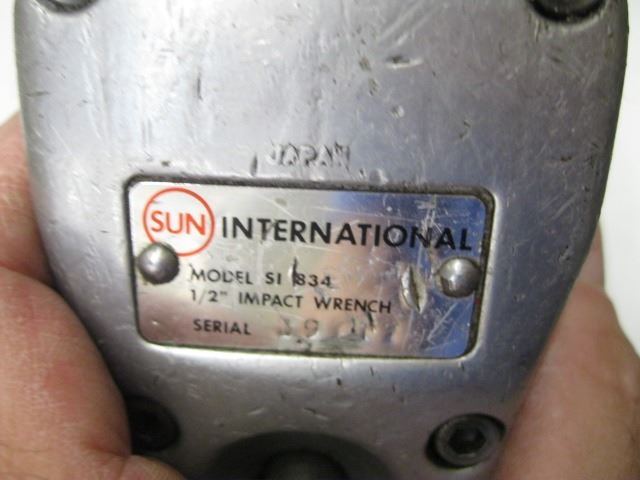 JAPAN
SUN INTERNATIONAL
MODEL SI 834
1/2" IMPACT WRENCH
SERIAL